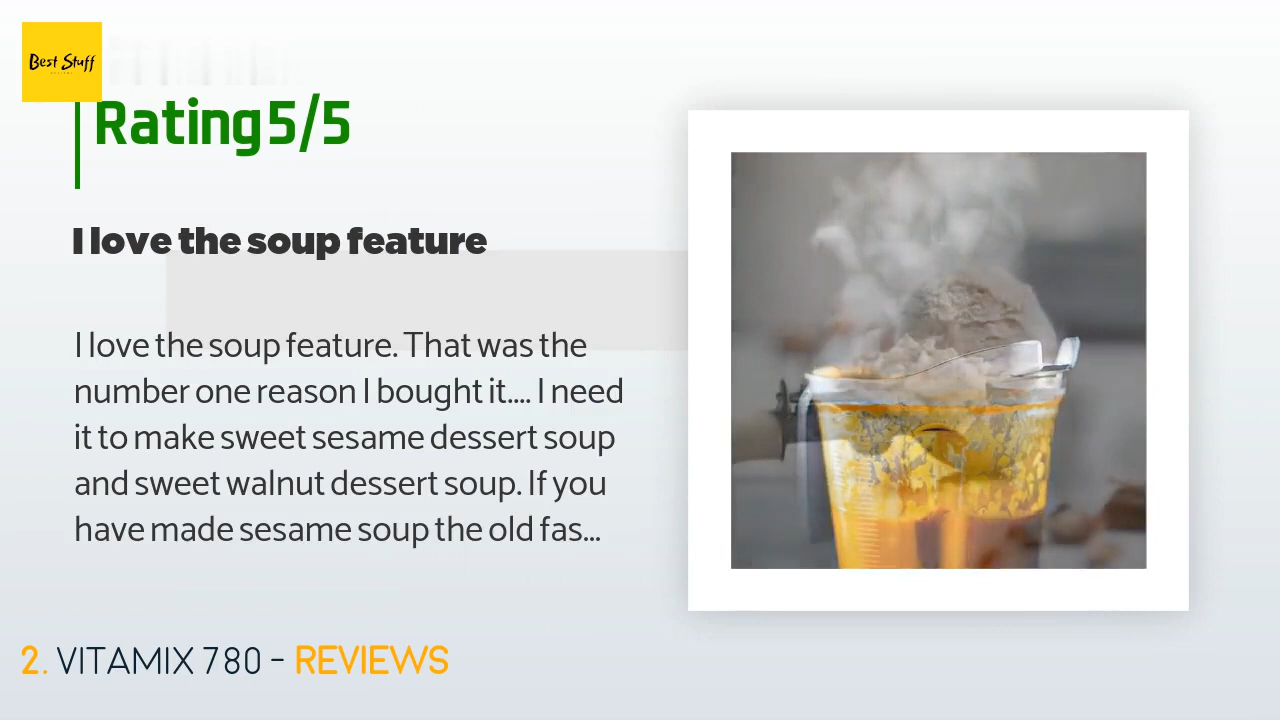 Best Stuff
Rating 5/5
I love the soup feature
I love the soup feature. That was the
number one reason I bought it.... I need
it to make sweet sesame dessert soup
and sweet walnut dessert soup. If you
have made sesame soup the old fas...
2. VITAMIX 780 - REVIEWS